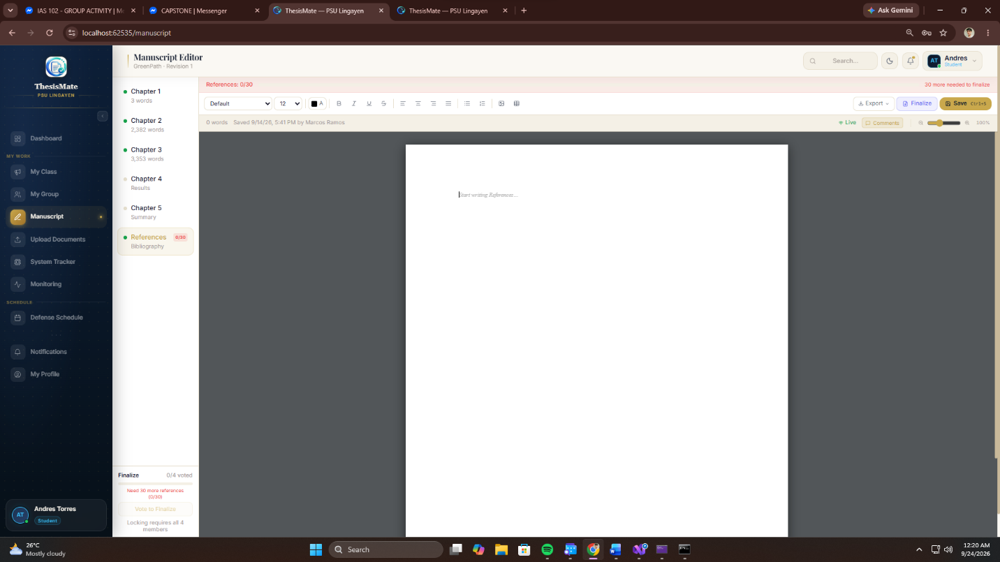 IAS 102 - GROUP ACTIVITY | Me
CAPSTONE | Messenger
ThesisMate — PSU Lingayen
ThesisMate — PSU Lingayen
Ask Gemini
localhost:62535/manuscript
ThesisMate
PSU LINGAYEN
Dashboard
MY WORK
My Class
My Group
Manuscript
Upload Documents
System Tracker
Monitoring
SCHEDULE
Defense Schedule
Notifications
My Profile
AT
Andres Torres
Student
Manuscript Editor
GreenPath · Revision 1
Search...
AT
Andres
Student
Chapter 1
3 words
Chapter 2
2,382 words
Chapter 3
3,353 words
Chapter 4
Results
Chapter 5
Summary
References 0/30
Bibliography
Finalize 0/4 voted
Need 30 more references
(0/30)
Vote to Finalize
Locking requires all 4
members
References: 0/30 30 more needed to finalize
Default 12 A B I U S Export Finalize Save Ctrl+S
0 words Saved 9/14/26, 5:41 PM by Marcos Ramos Live Comments 100%
Start writing References...
26°C
Mostly cloudy
Search
12:20 AM
9/24/2026